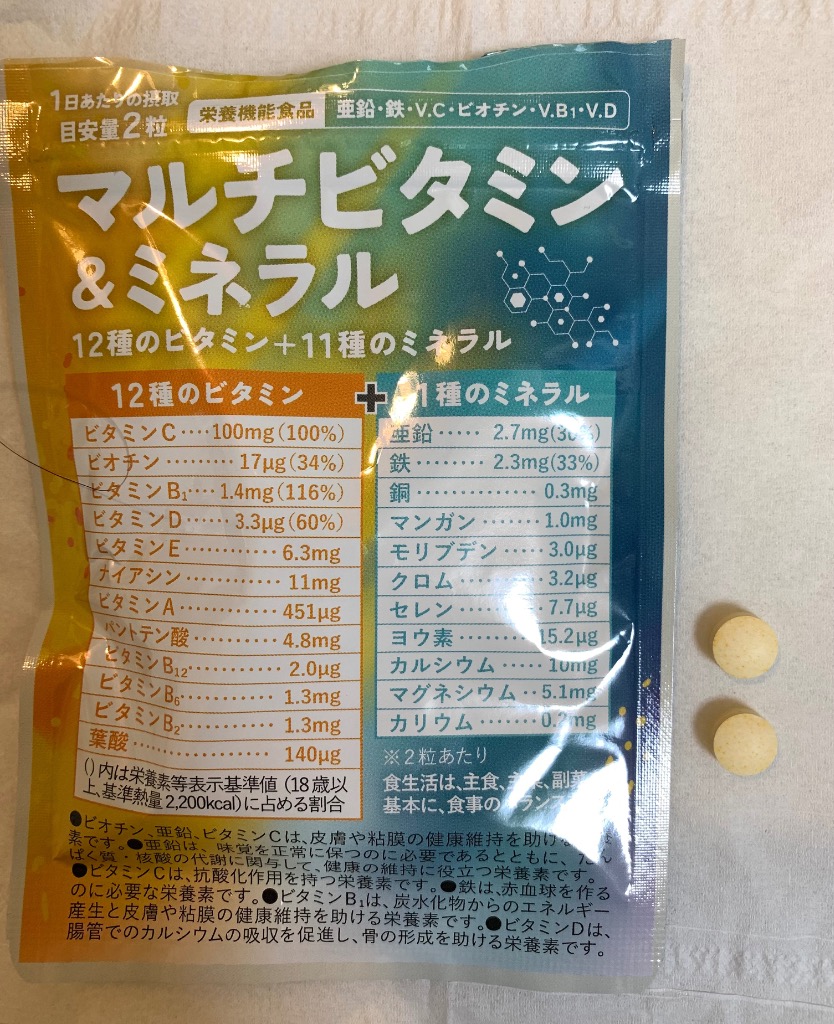 1日あたりの摂取
目安量2粒
栄養機能食品 亜鉛・鉄・V.C・ビオチン・V.B₁・V.D
マルチビタミン
&ミネラル
12種のビタミン+11種のミネラル
12種のビタミン
ビタミンC････100mg(100%)
ビオチン･････････17μg(34%)
ビタミンB₁････1.4mg(116%)
ビタミンD･･････3.3μg(60%)
ビタミンE････････････6.3mg
ナイアシン･･･････････11mg
ビタミンA･･･････････451μg
パントテン酸･････････4.8mg
ビタミンB₁₂･･･････････2.0μg
ビタミンB₆････････････1.3mg
ビタミンB₂････････････1.3mg
葉酸･････････････････140μg
()内は栄養素等表示基準値(18歳以
上、基準熱量2,200kcal)に占める割合
+
1種のミネラル
亜鉛･････2.7mg(30%)
鉄････････2.3mg(33%)
銅･･････････････0.3mg
マンガン･･･････1.0mg
モリブデン･････3.0μg
クロム･･････････3.2μg
セレン･･････････7.7μg
ヨウ素････････15.2μg
カルシウム･････10mg
マグネシウム･･5.1mg
カリウム･･･････0.2mg
※2粒あたり
食生活は、主食、主菜、副菜
基本に、食事のバランス
●ビオチン、亜鉛、ビタミンCは、皮膚や粘膜の健康維持を助ける
素です。●亜鉛は、味覚を正常に保つのに必要であるとともに、たん
ぱく質・核酸の代謝に関与して、健康の維持に役立つ栄養素です。
●ビタミンCは、抗酸化作用を持つ栄養素です。●鉄は、赤血球を作る
のに必要な栄養素です。●ビタミンB₁は、炭水化物からのエネルギー
産生と皮膚や粘膜の健康維持を助ける栄養素です。●ビタミンDは、
腸管でのカルシウムの吸収を促進し、骨の形成を助ける栄養素です。